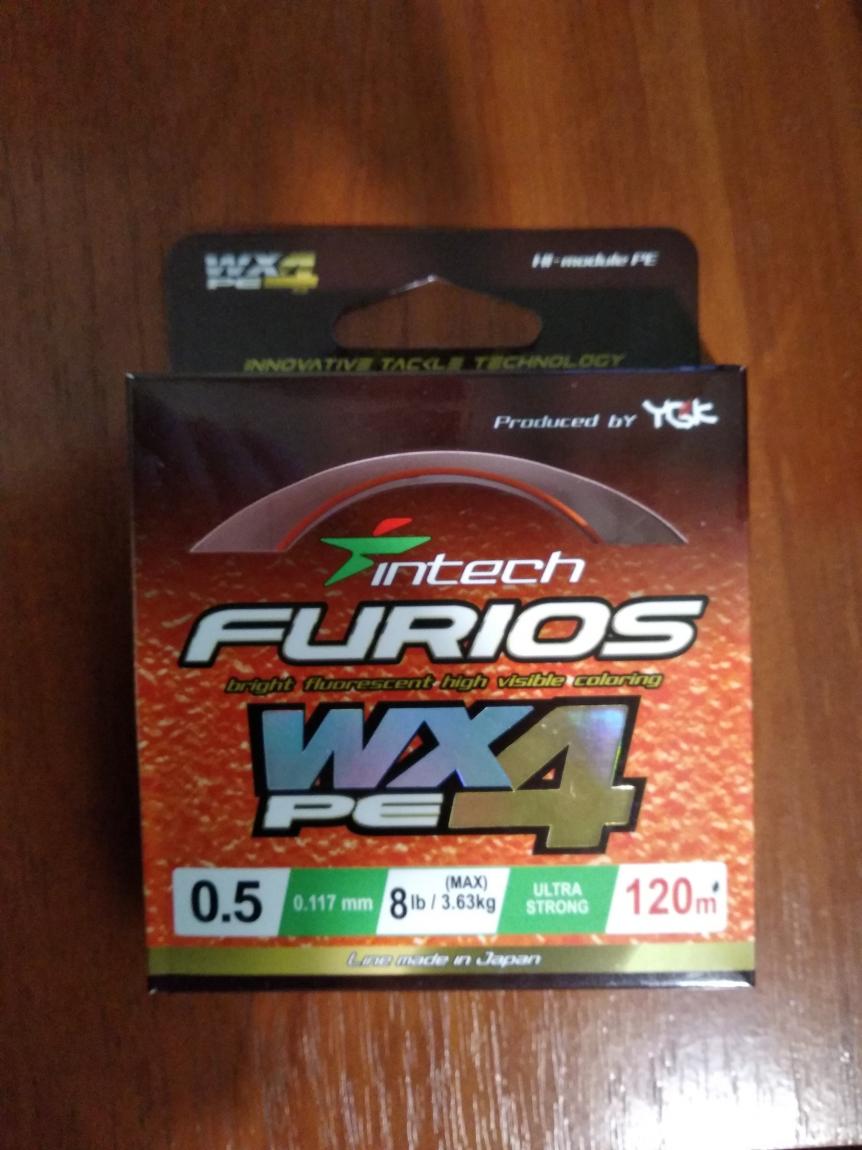 WX4 PE
Hi-module PE
INNOVATIVE TACKLE TECHNOLOGY
Produced by YGK
intech
FURIOS
bright fluorescent high visible coloring
WX4
PE
0.5
0.117 mm
8lb / 3.63kg
(MAX)
ULTRA
STRONG
120m
Line made in Japan